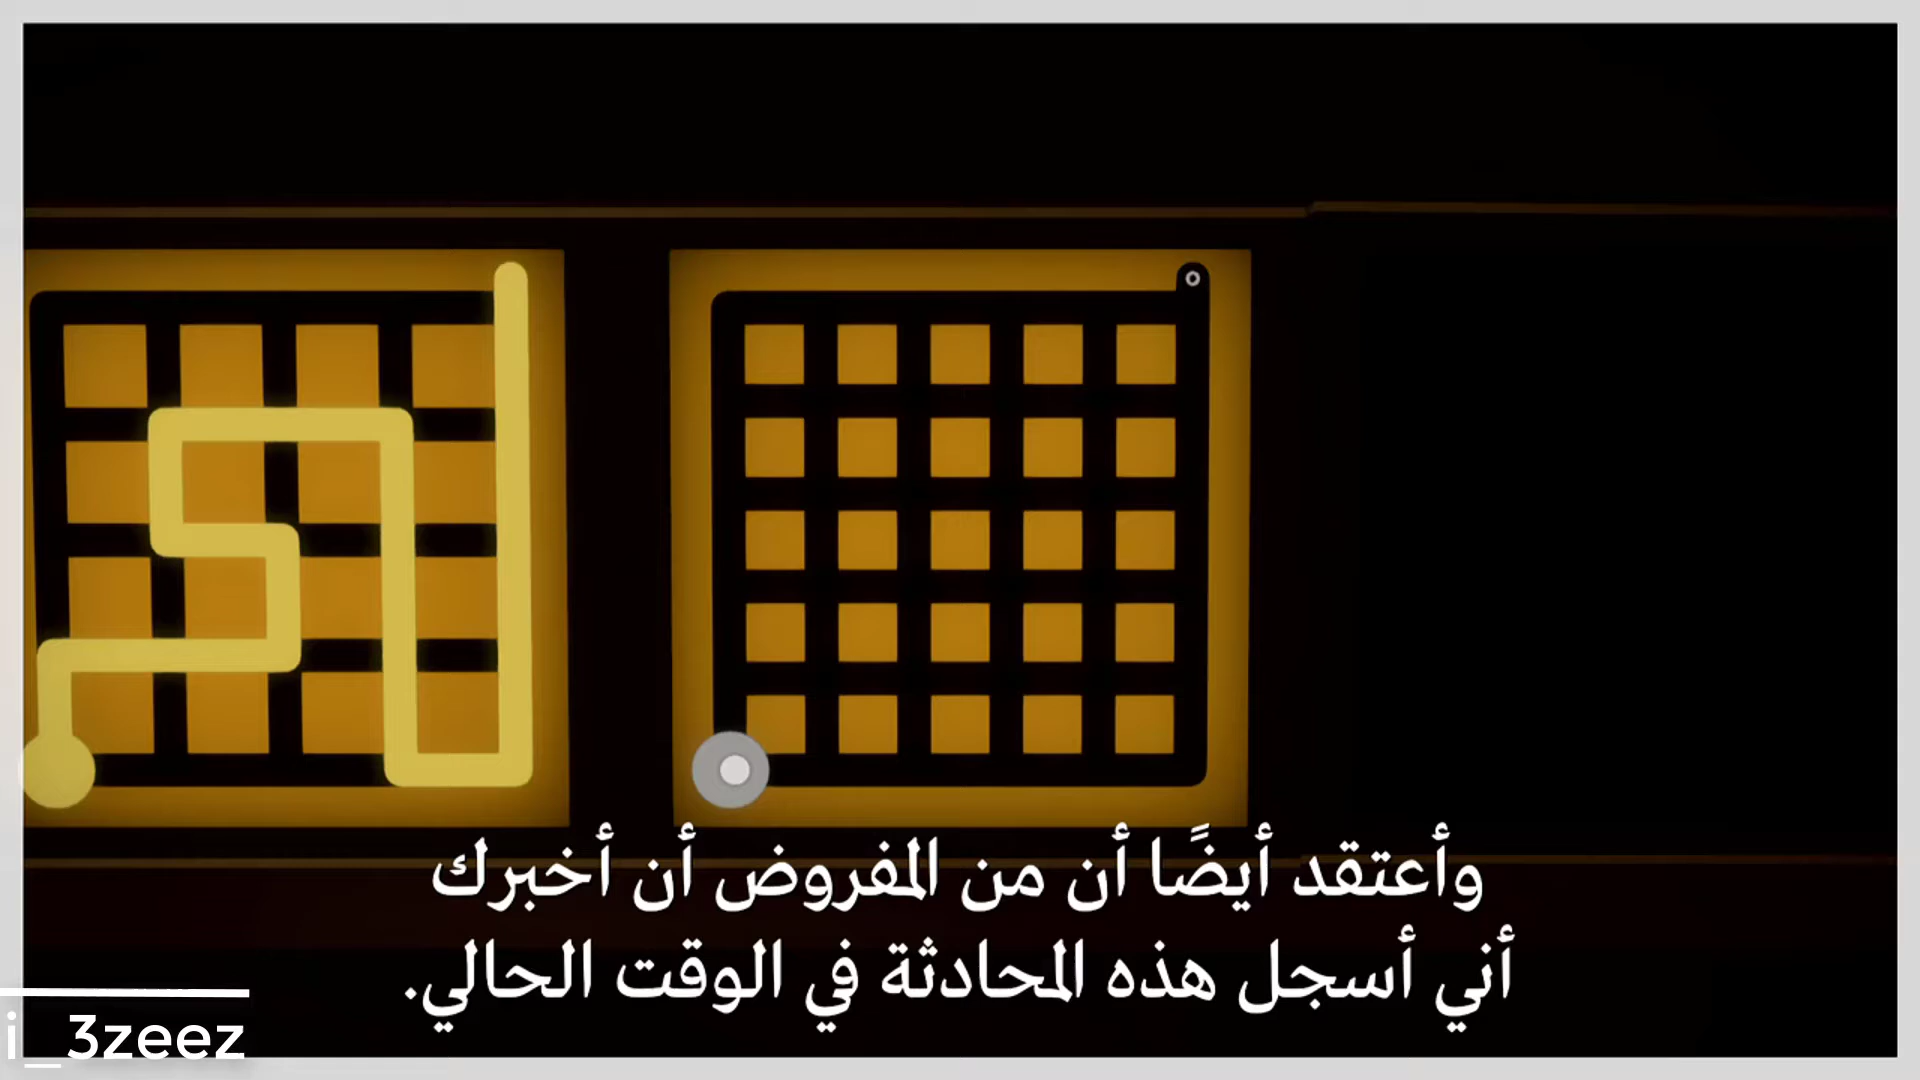 وأعتقد أيضًا أن من المفروض أن أخبرك
أني أسجل هذه المحادثة في الوقت الحالي.
i_3zeez